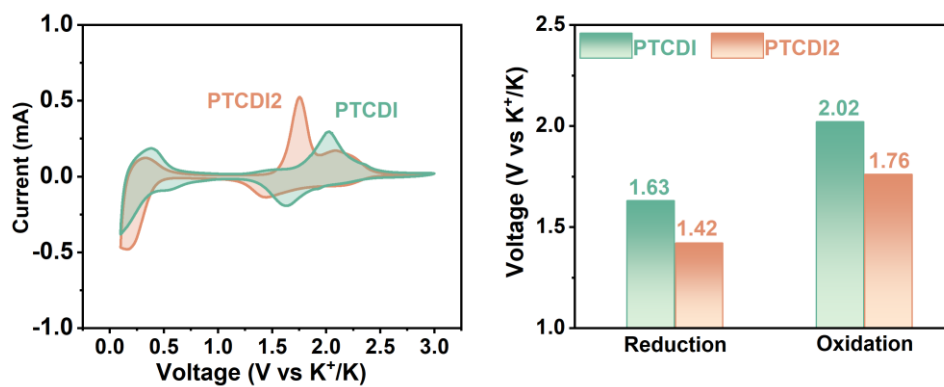 1.0
0.5
0.0
-0.5
-1.0
Current (mA)
PTCDI2
PTCDI
0.0 0.5 1.0 1.5 2.0 2.5 3.0
Voltage (V vs K⁺/K)
2.5
2.0
1.5
1.0
Voltage (V vs K⁺/K)
PTCDI PTCDI2
1.63
1.42
2.02
1.76
Reduction Oxidation